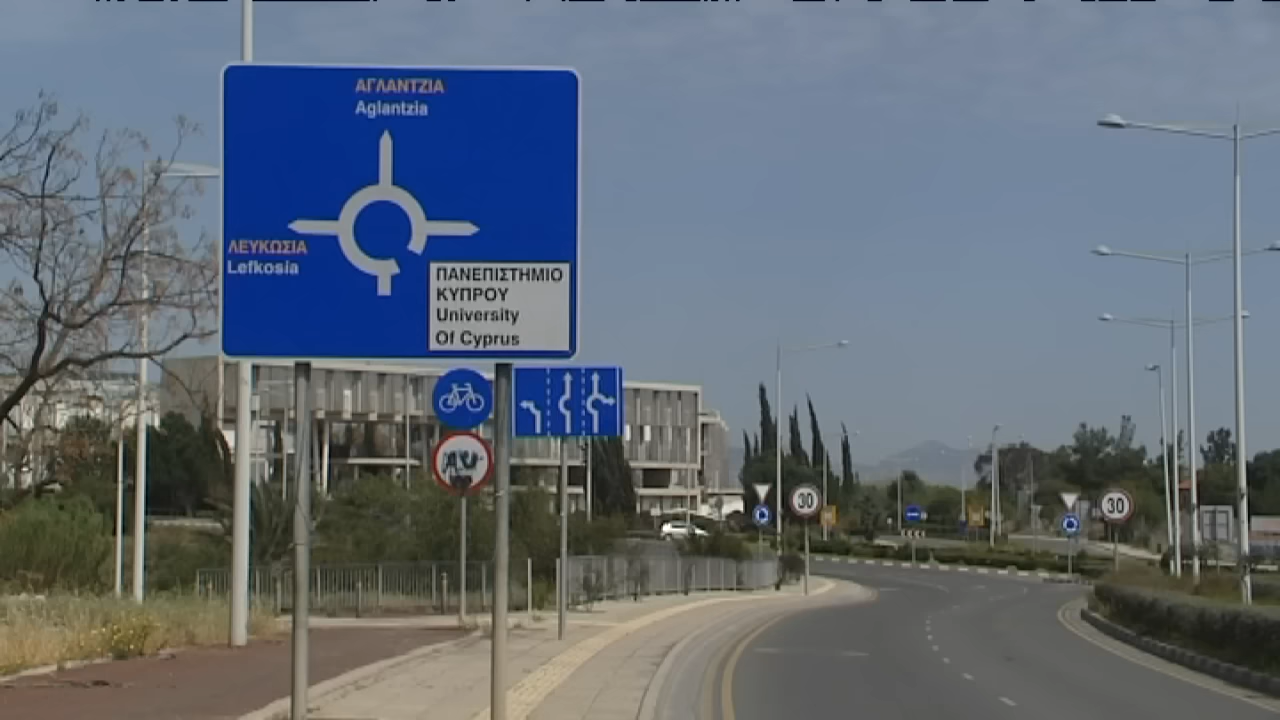 ΑΓΛΑΝΤΖΙΑ
Aglantzia
ΛΕΥΚΩΣΙΑ
Lefkosia
ΠΑΝΕΠΙΣΤΗΜΙΟ
ΚΥΠΡΟΥ
University
Of Cyprus
30
30